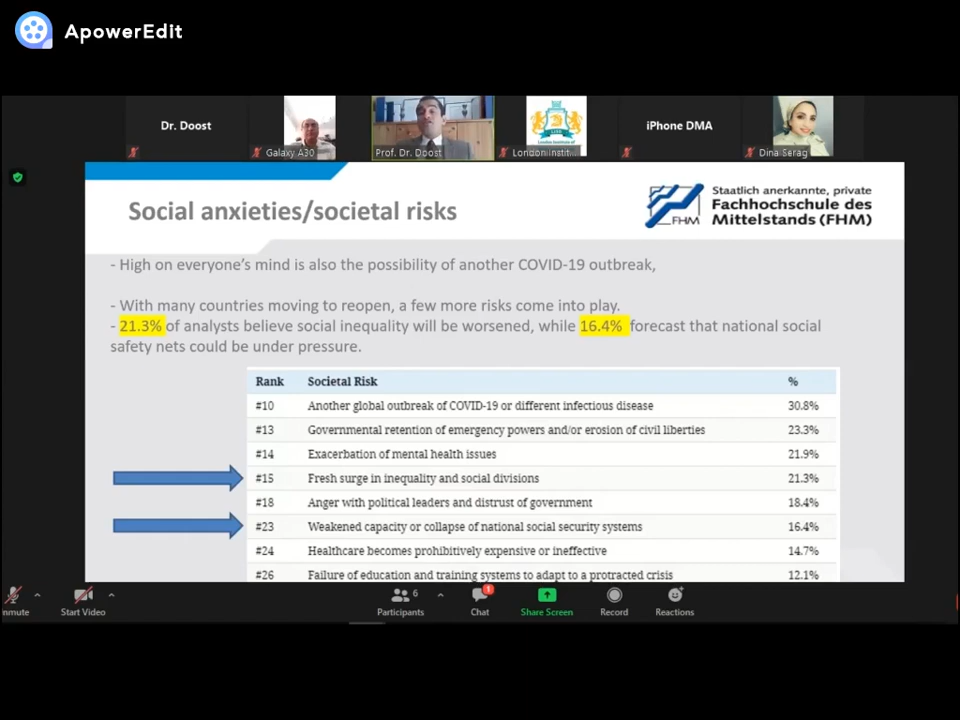 ApowerEdit
Dr. Doost
Galaxy A30
Prof. Dr. Doost
London Instit...
iPhone DMA
Dina Serag
Social anxieties/societal risks
FHM
Staatlich anerkannte, private
Fachhochschule des
Mittelstands (FHM)
- High on everyone's mind is also the possibility of another COVID-19 outbreak,
- With many countries moving to reopen, a few more risks come into play.
- 21.3% of analysts believe social inequality will be worsened, while 16.4% forecast that national social
safety nets could be under pressure.
Rank Societal Risk %
#10 Another global outbreak of COVID-19 or different infectious disease 30.8%
#13 Governmental retention of emergency powers and/or erosion of civil liberties 23.3%
#14 Exacerbation of mental health issues 21.9%
#15 Fresh surge in inequality and social divisions 21.3%
#18 Anger with political leaders and distrust of government 18.4%
#23 Weakened capacity or collapse of national social security systems 16.4%
#24 Healthcare becomes prohibitively expensive or ineffective 14.7%
#26 Failure of education and training systems to adapt to a protracted crisis 12.1%
6
1
nmute
Start Video
Participants
Chat
Share Screen
Record
Reactions